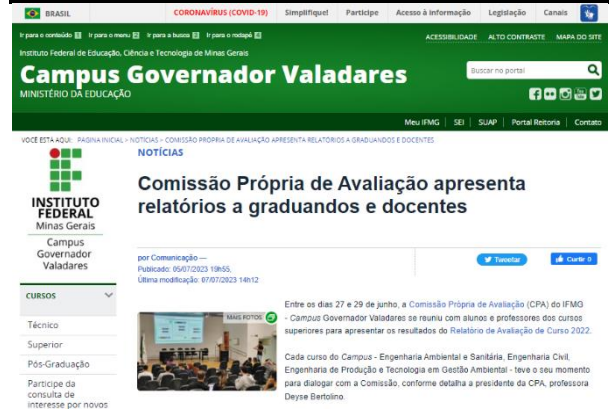 BRASIL CORONAVÍRUS (COVID-19) Simplifique! Participe Acesso à informação Legislação Canais
Ir para o conteúdo 1 Ir para o menu 2 Ir para a busca 3 Ir para o rodapé 4 ACESSIBILIDADE ALTO CONTRASTE MAPA DO SITE
Instituto Federal de Educação, Ciência e Tecnologia de Minas Gerais
Campus Governador Valadares
Buscar no portal
MINISTÉRIO DA EDUCAÇÃO
Meu IFMG SEI SUAP Portal Reitoria Contato
VOCÊ ESTÁ AQUI: PÁGINA INICIAL > NOTÍCIAS > COMISSÃO PRÓPRIA DE AVALIAÇÃO APRESENTA RELATÓRIOS A GRADUANDOS E DOCENTES
INSTITUTO
FEDERAL
Minas Gerais
Campus
Governador
Valadares
CURSOS
Técnico
Superior
Pós-Graduação
Participe da
consulta de
interesse por novos
NOTÍCIAS
Comissão Própria de Avaliação apresenta
relatórios a graduandos e docentes
por Comunicação —
Publicado: 05/07/2023 19h55,
Última modificação: 07/07/2023 14h12
Tweetar
Curtir 0
MAIS FOTOS
Entre os dias 27 e 29 de junho, a Comissão Própria de Avaliação (CPA) do IFMG
- Campus Governador Valadares se reuniu com alunos e professores dos cursos
superiores para apresentar os resultados do Relatório de Avaliação de Curso 2022.
Cada curso do Campus - Engenharia Ambiental e Sanitária, Engenharia Civil,
Engenharia de Produção e Tecnologia em Gestão Ambiental - teve o seu momento
para dialogar com a Comissão, conforme detalha a presidente da CPA, professora
Deyse Bertolino.